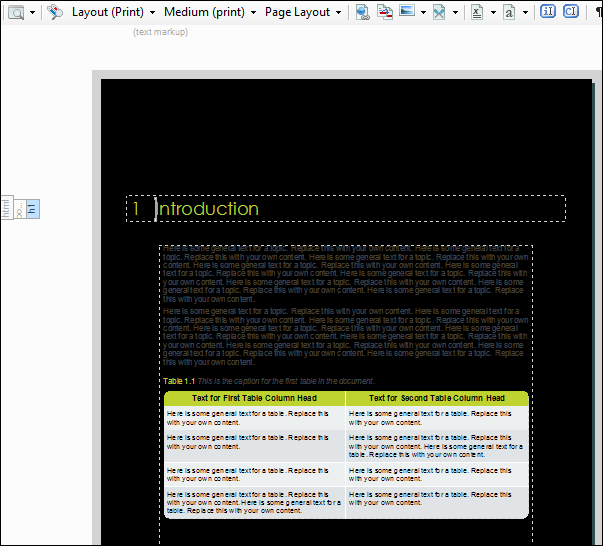 Layout (Print) Medium (print) Page Layout
(text markup)
html
h1
1 Introduction
Here is some general text for a topic. Replace this with your own content. Here is some general text for a
topic. Replace this with your own content. Here is some general text for a topic. Replace this with your own
content. Here is some general text for a topic. Replace this with your own content. Here is some general
text for a topic. Replace this with your own content. Here is some general text for a topic. Replace this with
your own content. Here is some general text for a topic. Replace this with your own content. Here is some
general text for a topic. Replace this with your own content. Here is some general text for a topic. Replace
this with your own content.
Here is some general text for a topic. Replace this with your own content. Here is some general text for a
topic. Replace this with your own content. Here is some general text for a topic. Replace this with your own
content. Here is some general text for a topic. Replace this with your own content. Here is some general
text for a topic. Replace this with your own content. Here is some general text for a topic. Replace this with
your own content. Here is some general text for a topic. Replace this with your own content. Here is some
general text for a topic. Replace this with your own content. Here is some general text for a topic. Replace
this with your own content.
Table 1.1 This is the caption for the first table in the document.
Text for First Table Column Head Text for Second Table Column Head
Here is some general text for a table. Replace this Here is some general text for a table. Replace this
with your own content. with your own content.
Here is some general text for a table. Replace this Here is some general text for a table. Replace this
with your own content. with your own content. Here is some general text for a
table. Replace this with your own content.
Here is some general text for a table. Replace this Here is some general text for a table. Replace this
with your own content. with your own content.
Here is some general text for a table. Replace this Here is some general text for a table. Replace this
with your own content. Here is some general text for a with your own content.
table. Replace this with your own content.